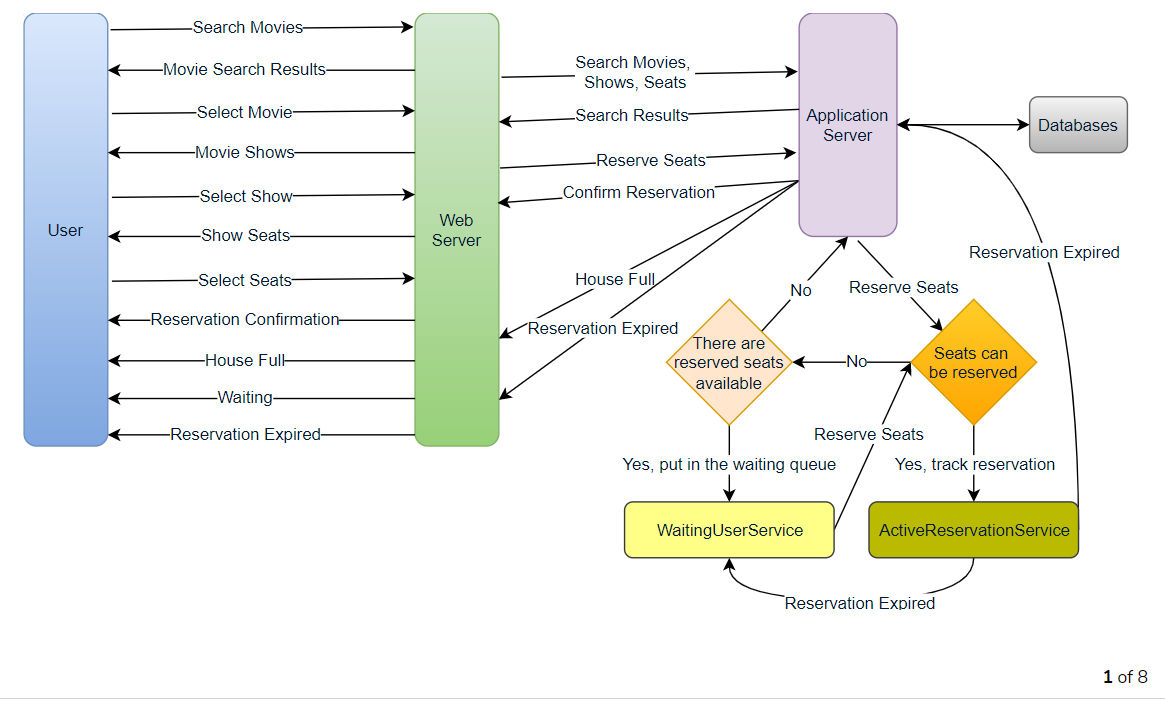 Search Movies
Movie Search Results
Select Movie
Movie Shows
Select Show
Show Seats
Select Seats
Reservation Confirmation
House Full
Waiting
Reservation Expired
User
Web
Server
Search Movies,
Shows, Seats
Search Results
Reserve Seats
Confirm Reservation
House Full
Reservation Expired
Application
Server
Databases
Reservation Expired
No
Reserve Seats
There are
reserved seats
available
No
Seats can
be reserved
Reserve Seats
Yes, put in the waiting queue
Yes, track reservation
WaitingUserService
ActiveReservationService
Reservation Expired
1 of 8